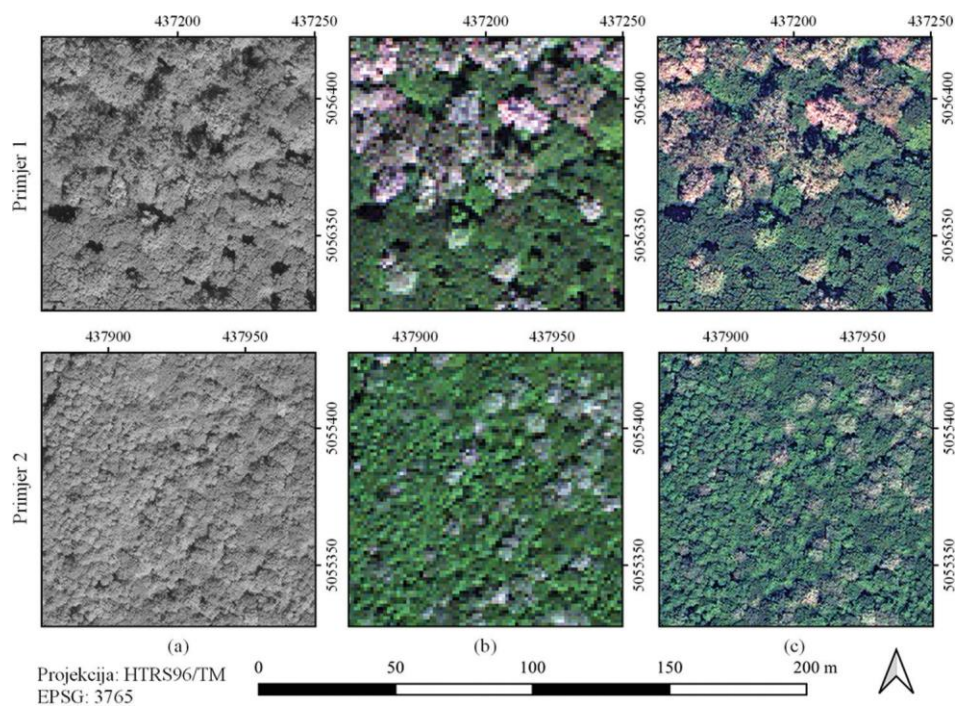 437200 437250 437200 437250 437200 437250
Primjer 1
5056400 5056400 5056400
5056350 5056350 5056350
437900 437950 437900 437950 437900 437950
Primjer 2
5055400 5055400 5055400
5055350 5055350 5055350
(a) (b) (c)
Projekcija: HTRS96/TM
EPSG: 3765
0 50 100 150 200 m